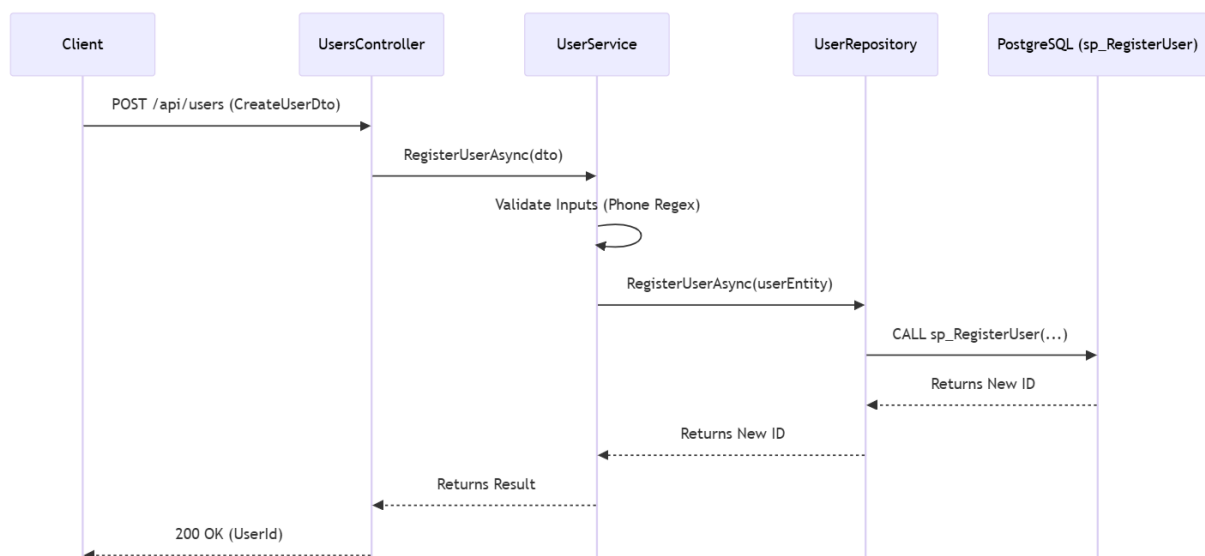 Client
UsersController
UserService
UserRepository
PostgreSQL (sp_RegisterUser)
POST /api/users (CreateUserDto)
RegisterUserAsync(dto)
Validate Inputs (Phone Regex)
RegisterUserAsync(userEntity)
CALL sp_RegisterUser(...)
Returns New ID
Returns New ID
Returns Result
200 OK (UserId)